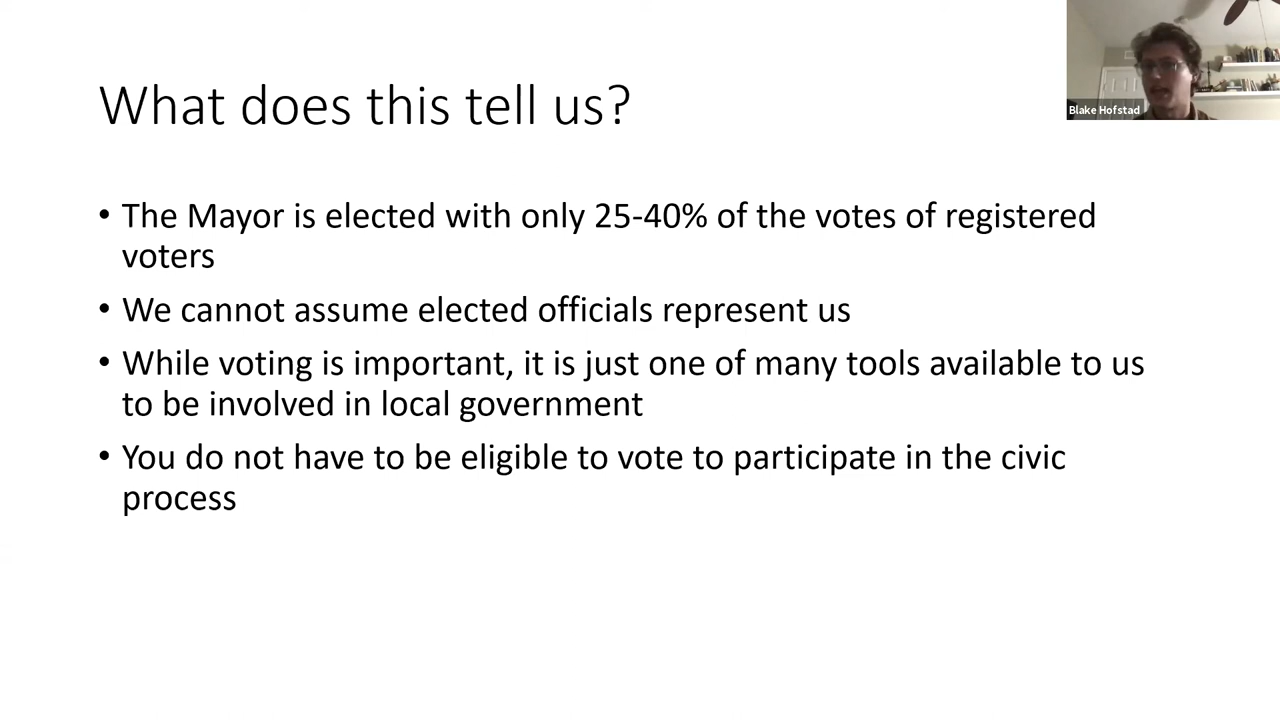 What does this tell us?
Blake Hofstad
• The Mayor is elected with only 25-40% of the votes of registered
voters
• We cannot assume elected officials represent us
• While voting is important, it is just one of many tools available to us
to be involved in local government
• You do not have to be eligible to vote to participate in the civic
process